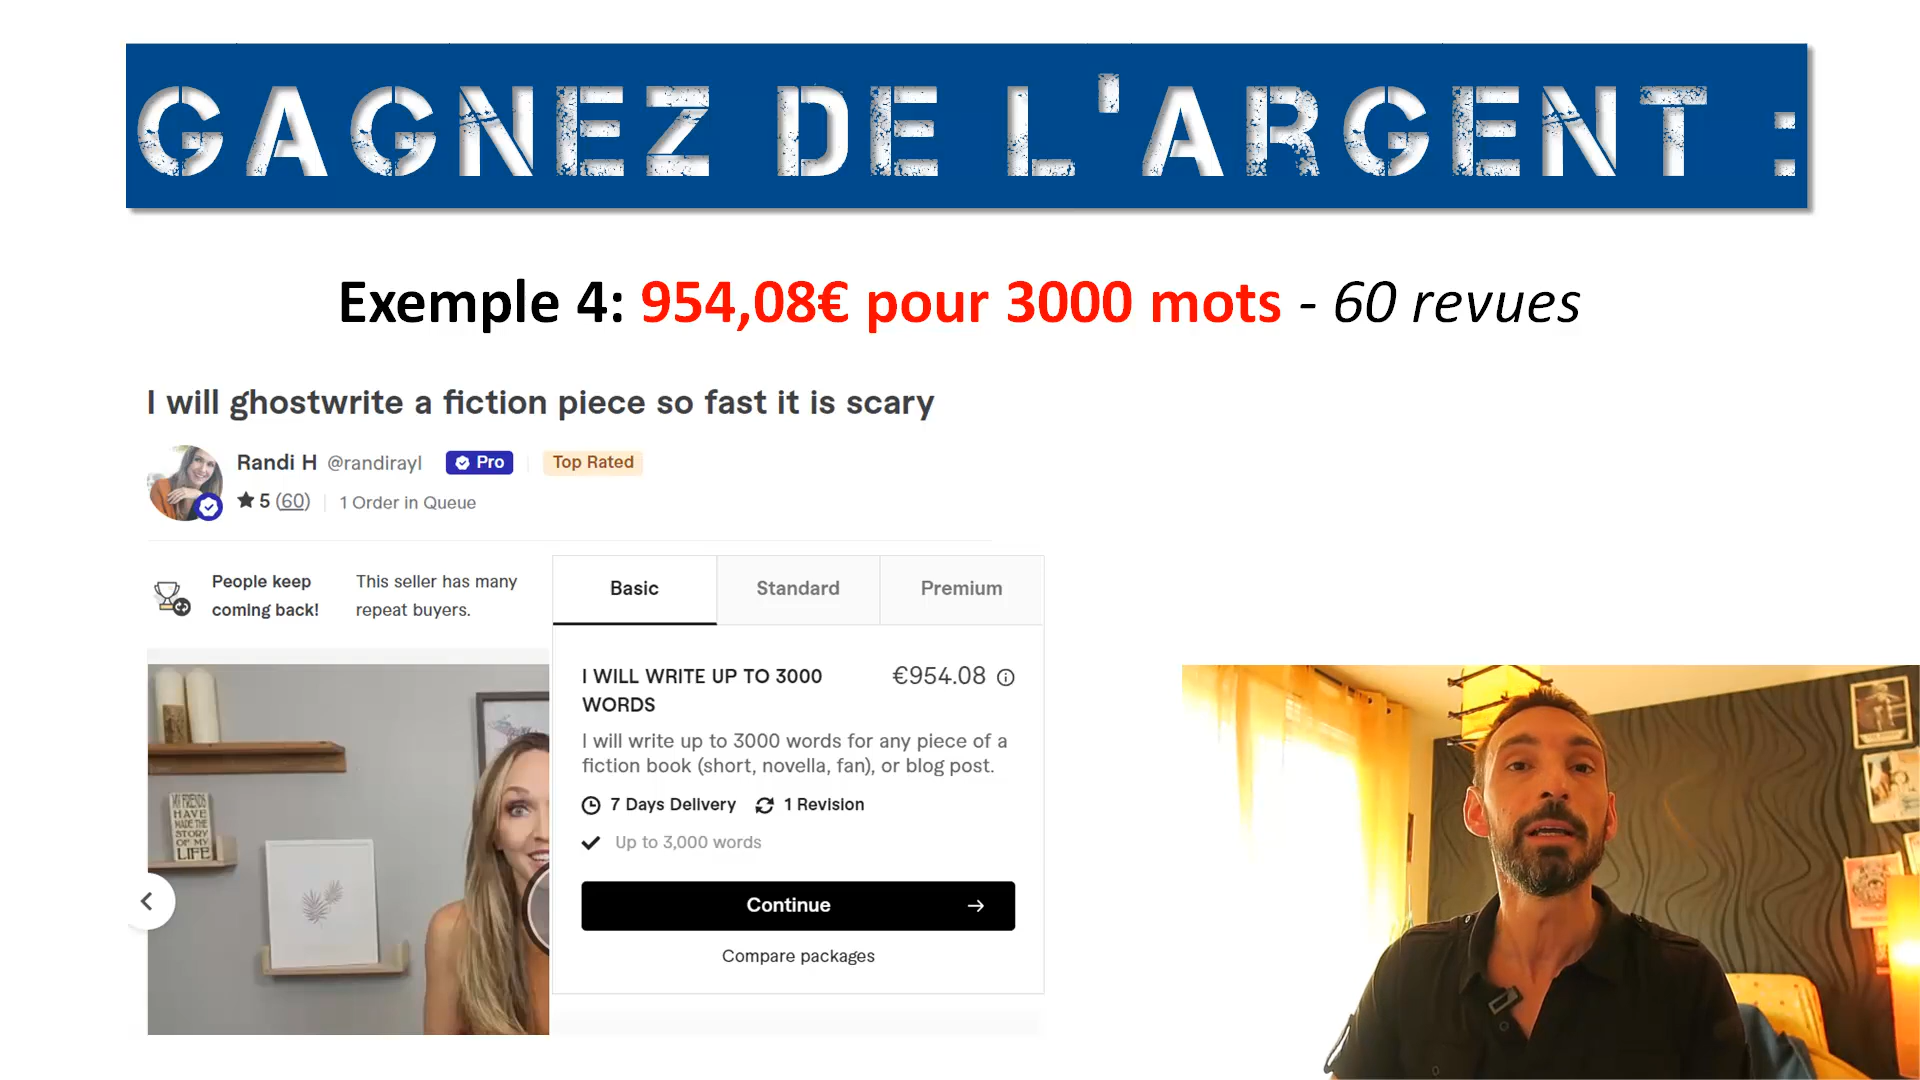 GAGNEZ DE L'ARGENT :
Exemple 4: 954,08€ pour 3000 mots - 60 revues
I will ghostwrite a fiction piece so fast it is scary
Randi H @randirayl Pro Top Rated
5 (60) 1 Order in Queue
People keep
coming back!
This seller has many
repeat buyers.
Basic Standard Premium
I WILL WRITE UP TO 3000
WORDS
€954.08
I will write up to 3000 words for any piece of a
fiction book (short, novella, fan), or blog post.
7 Days Delivery 1 Revision
Up to 3,000 words
Continue
Compare packages
MY FRIENDS
HAVE
MADE THE
STORY
OF MY
LIFE